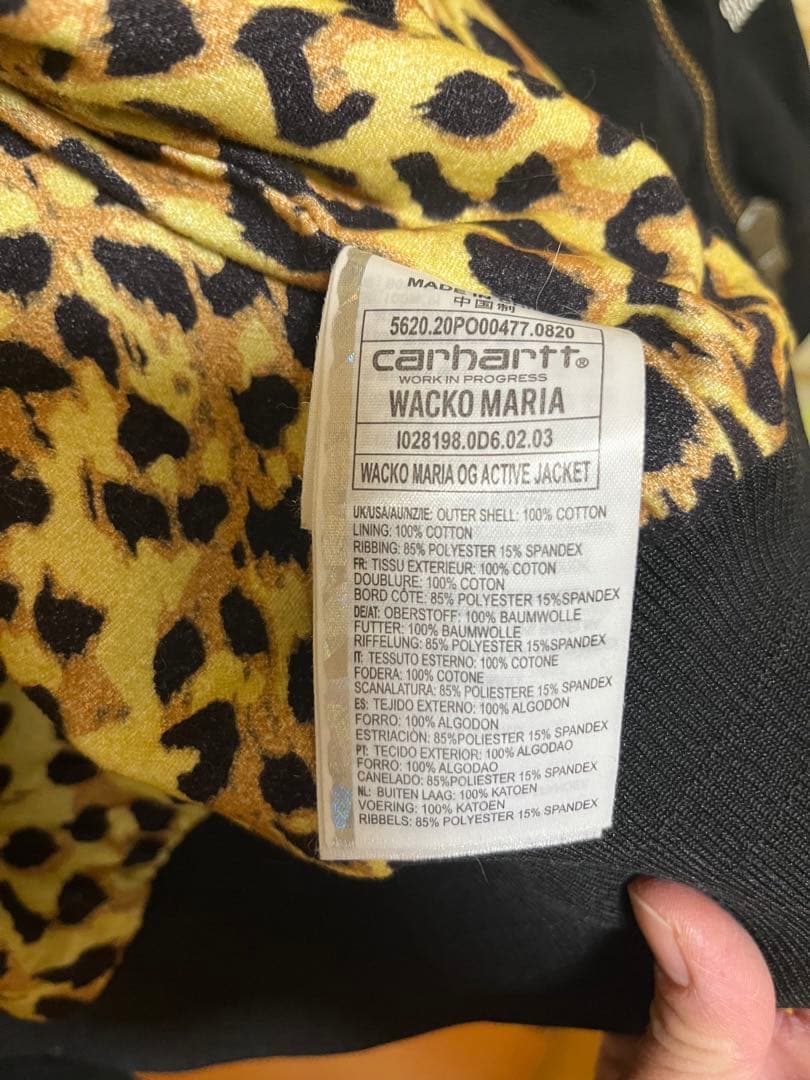 MADE IN
中国制
5620.20PO00477.0820
carhartt®
WORK IN PROGRESS
WACKO MARIA
I028198.0D6.02.03
WACKO MARIA OG ACTIVE JACKET
UK/USA/AU/NZ/IE: OUTER SHELL: 100% COTTON
LINING: 100% COTTON
RIBBING: 85% POLYESTER 15% SPANDEX
FR: TISSU EXTERIEUR: 100% COTON
DOUBLURE: 100% COTON
BORD CÔTE: 85% POLYESTER 15%SPANDEX
DE/AT: OBERSTOFF: 100% BAUMWOLLE
FUTTER: 100% BAUMWOLLE
RIFFELUNG: 85% POLYESTER 15%SPANDEX
IT: TESSUTO ESTERNO: 100% COTONE
FODERA: 100% COTONE
SCANALATURA: 85% POLIESTERE 15% SPANDEX
ES: TEJIDO EXTERNO: 100% ALGODON
FORRO: 100% ALGODON
ESTRIACIÓN: 85%POLIESTER 15% SPANDEX
PT: TECIDO EXTERIOR: 100% ALGODAO
FORRO: 100% ALGODAO
CANELADO: 85%POLIESTER 15% SPANDEX
NL: BUITEN LAAG: 100% KATOEN
VOERING: 100% KATOEN
RIBBELS: 85% POLYESTER 15% SPANDEX